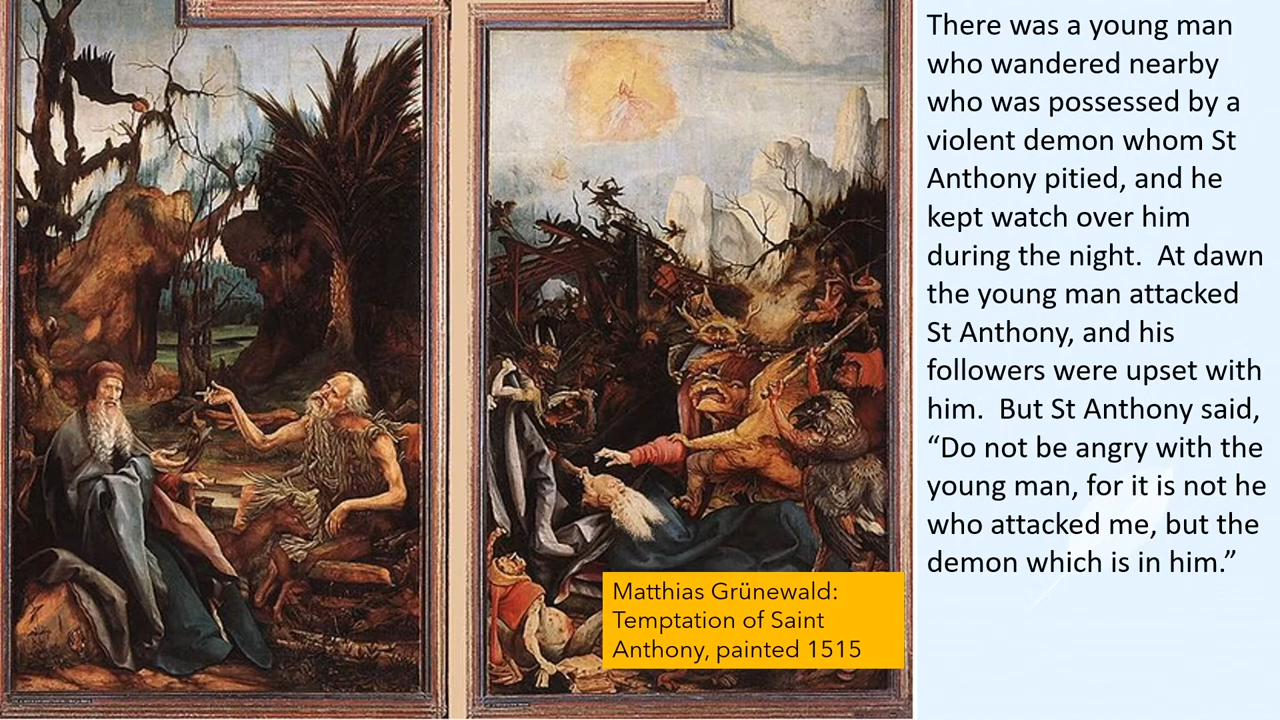 There was a young man
who wandered nearby
who was possessed by a
violent demon whom St
Anthony pitied, and he
kept watch over him
during the night.  At dawn
the young man attacked
St Anthony, and his
followers were upset with
him.  But St Anthony said,
“Do not be angry with the
young man, for it is not he
who attacked me, but the
demon which is in him.”
Matthias Grünewald:
Temptation of Saint
Anthony, painted 1515